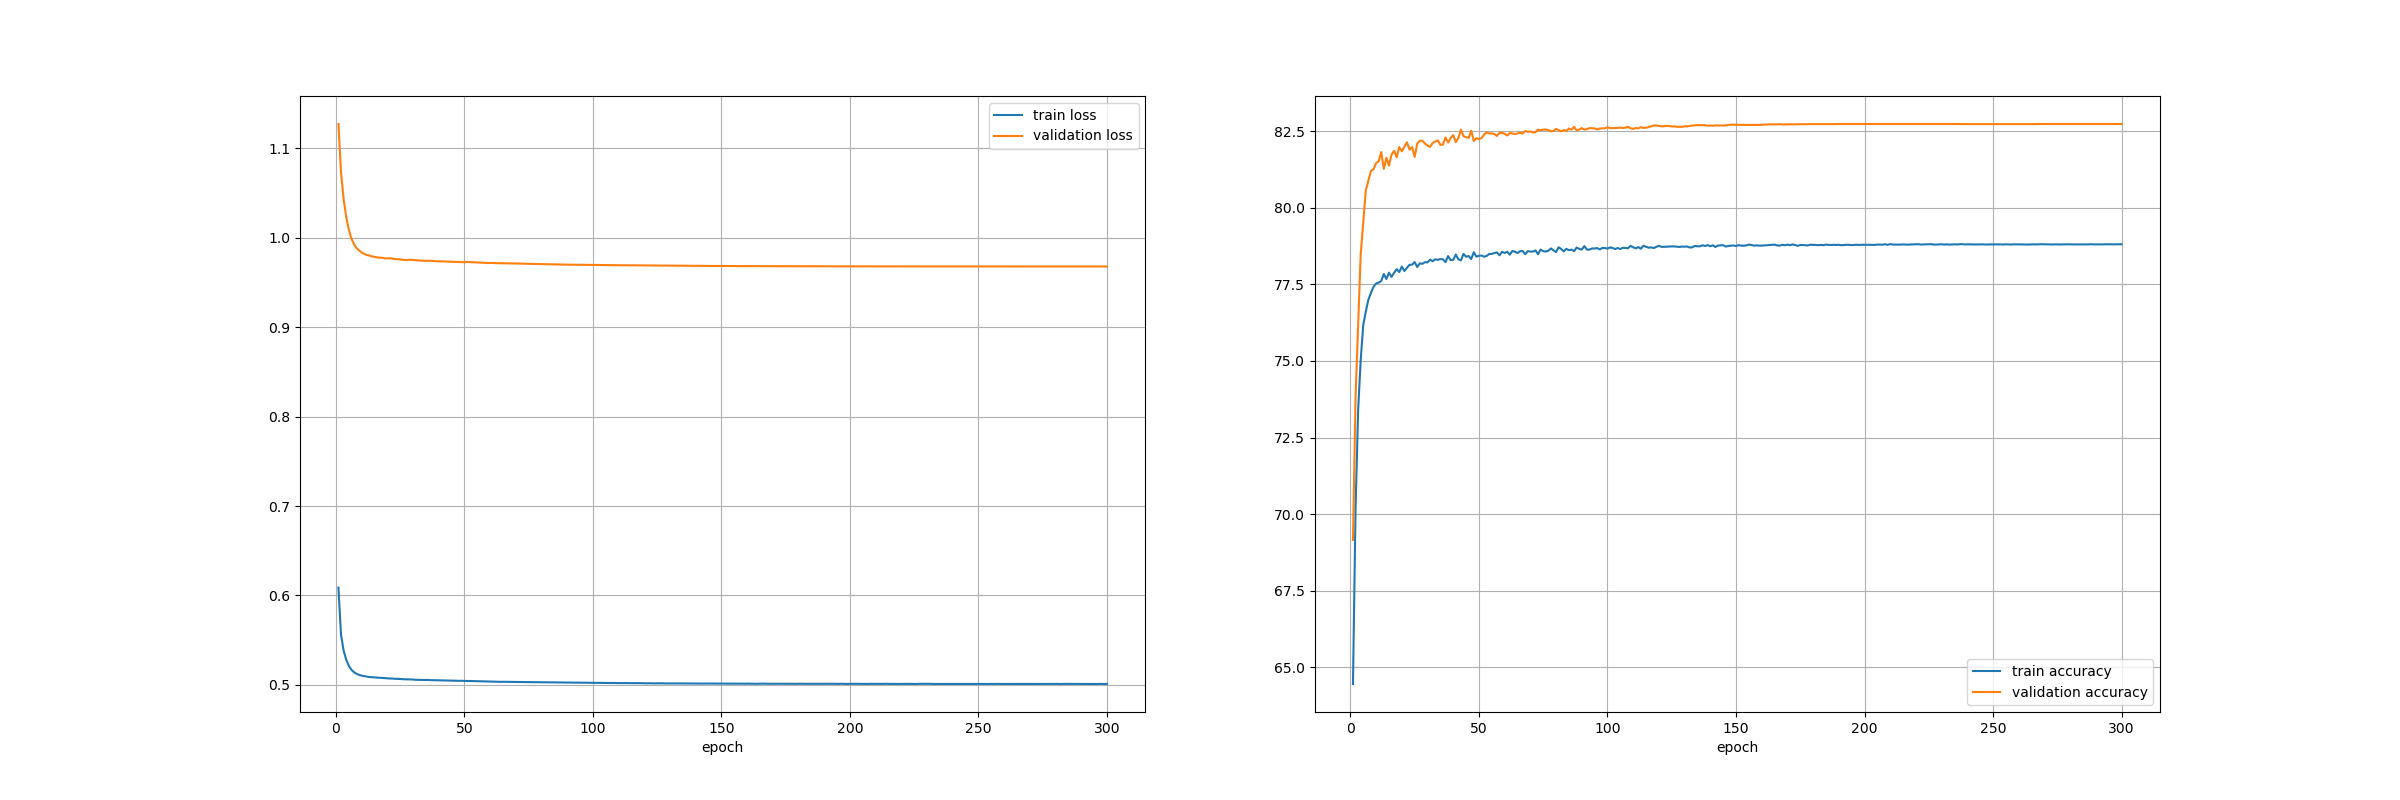 train loss
validation loss
1.1
1.0
0.9
0.8
0.7
0.6
0.5
0 50 100 150 200 250 300
epoch
82.5
80.0
77.5
75.0
72.5
70.0
67.5
65.0
train accuracy
validation accuracy
0 50 100 150 200 250 300
epoch